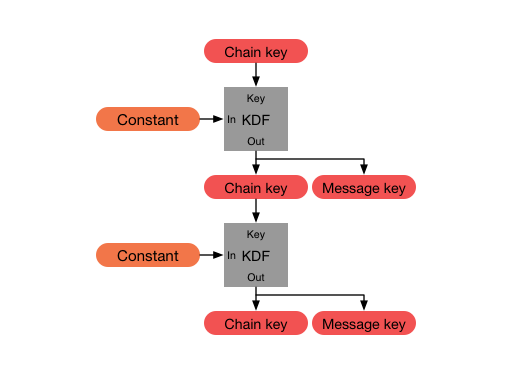 Chain key
Key
Constant
In KDF
Out
Chain key Message key
Key
Constant
In KDF
Out
Chain key Message key